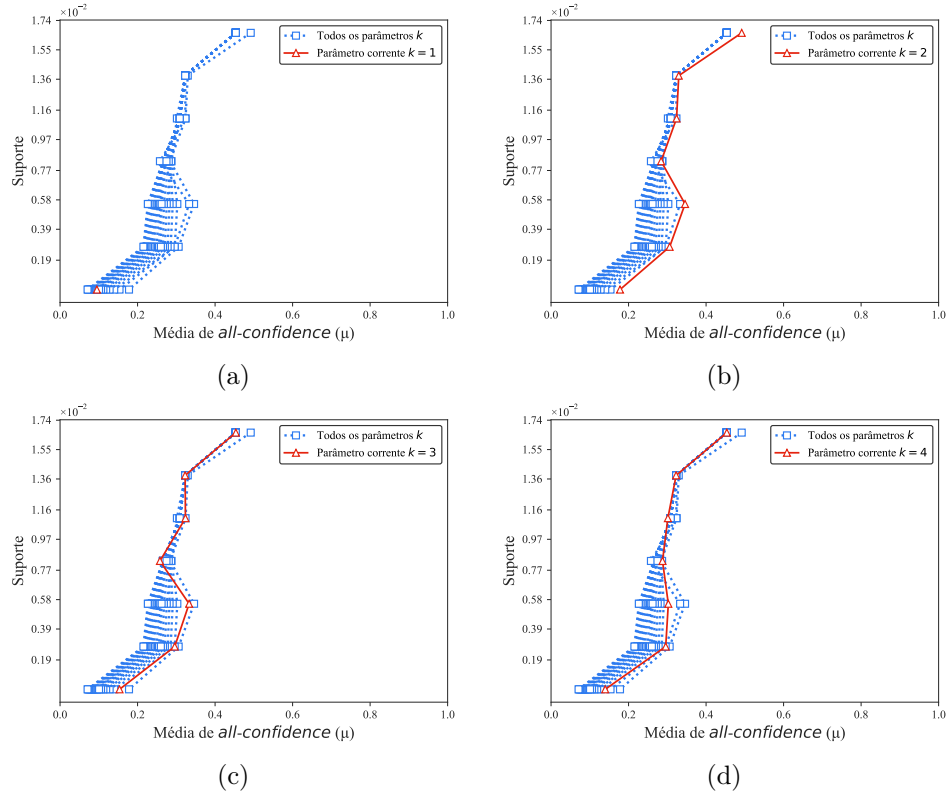 ×10⁻²
1.74
1.55
1.36
1.16
0.97
0.77
0.58
0.39
0.19
Suporte
Todos os parâmetros k
Parâmetro corrente k = 1
0.0 0.2 0.4 0.6 0.8 1.0
Média de all-confidence (μ)
(a)
×10⁻²
1.74
1.55
1.36
1.16
0.97
0.77
0.58
0.39
0.19
Suporte
Todos os parâmetros k
Parâmetro corrente k = 2
0.0 0.2 0.4 0.6 0.8 1.0
Média de all-confidence (μ)
(b)
×10⁻²
1.74
1.55
1.36
1.16
0.97
0.77
0.58
0.39
0.19
Suporte
Todos os parâmetros k
Parâmetro corrente k = 3
0.0 0.2 0.4 0.6 0.8 1.0
Média de all-confidence (μ)
(c)
×10⁻²
1.74
1.55
1.36
1.16
0.97
0.77
0.58
0.39
0.19
Suporte
Todos os parâmetros k
Parâmetro corrente k = 4
0.0 0.2 0.4 0.6 0.8 1.0
Média de all-confidence (μ)
(d)